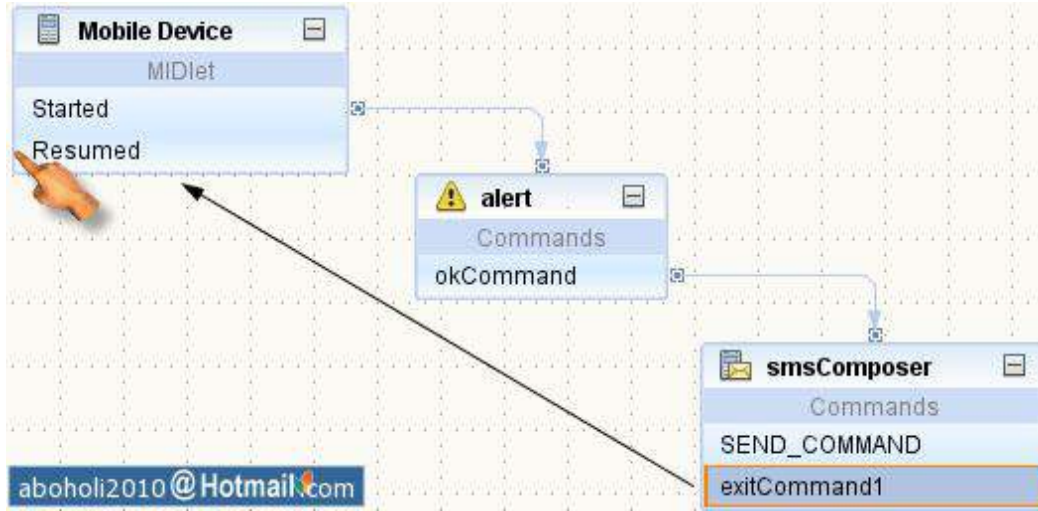 Mobile Device
MIDlet
Started
Resumed
alert
Commands
okCommand
smsComposer
Commands
SEND_COMMAND
exitCommand1
aboholi2010@Hotmail.com